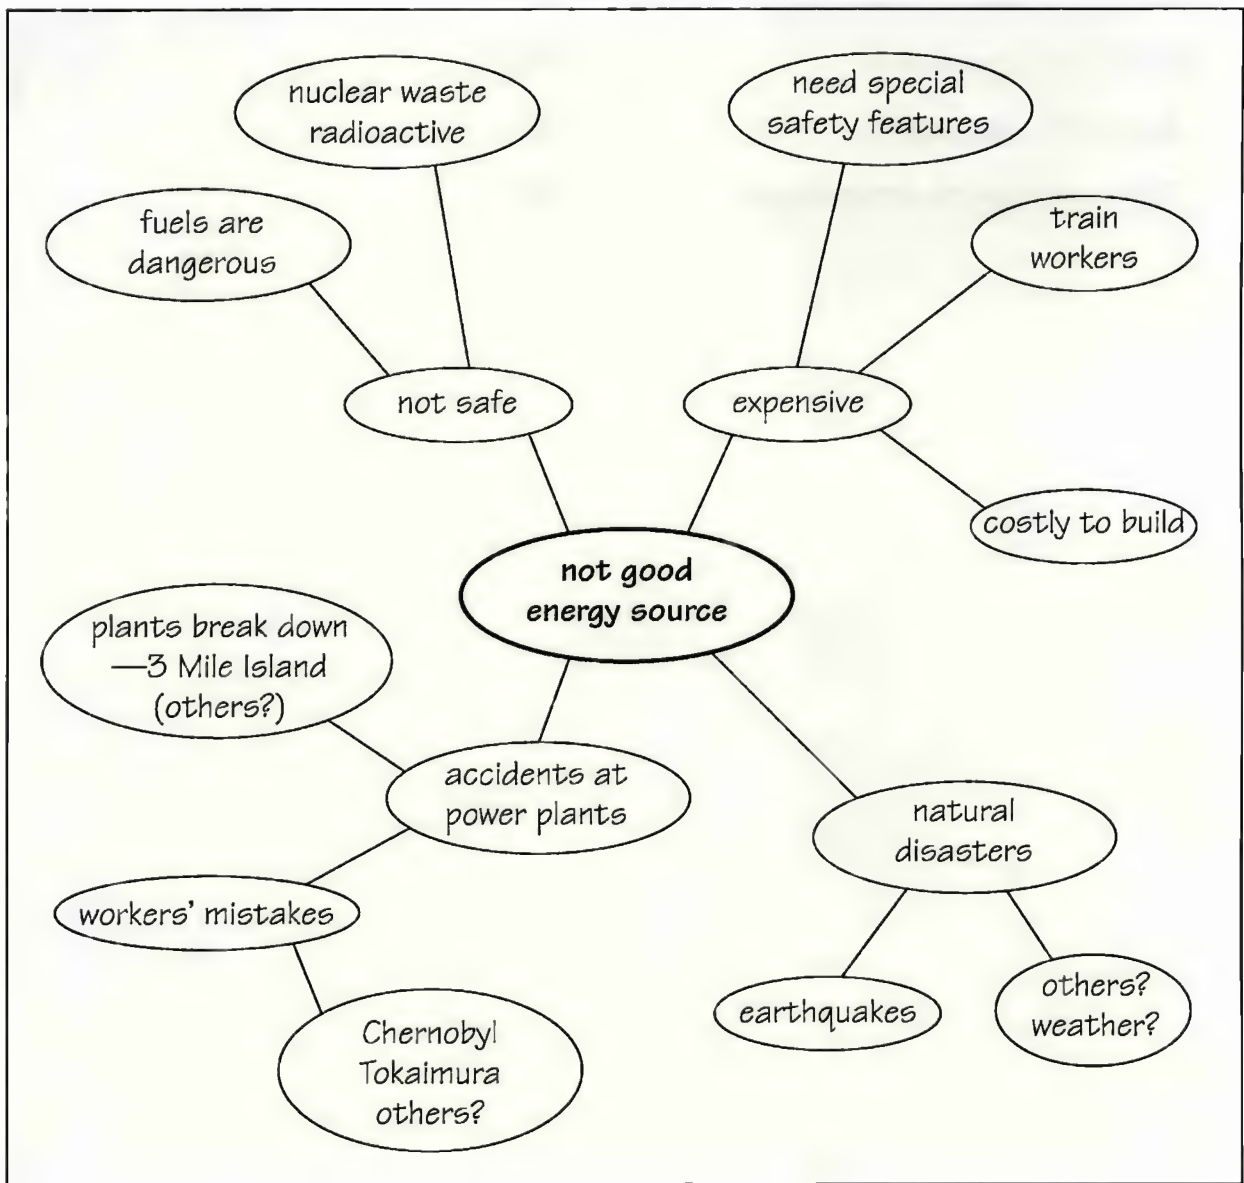 nuclear waste
radioactive
need special
safety features
fuels are
dangerous
train
workers
not safe
expensive
costly to build
not good
energy source
plants break down
—3 Mile Island
(others?)
accidents at
power plants
natural
disasters
workers' mistakes
earthquakes
others?
weather?
Chernobyl
Tokaimura
others?